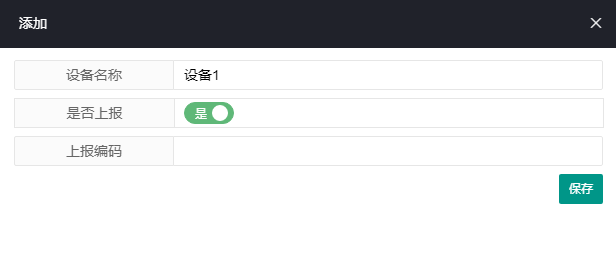 添加
设备名称 设备1
是否上报 是
上报编码
保存